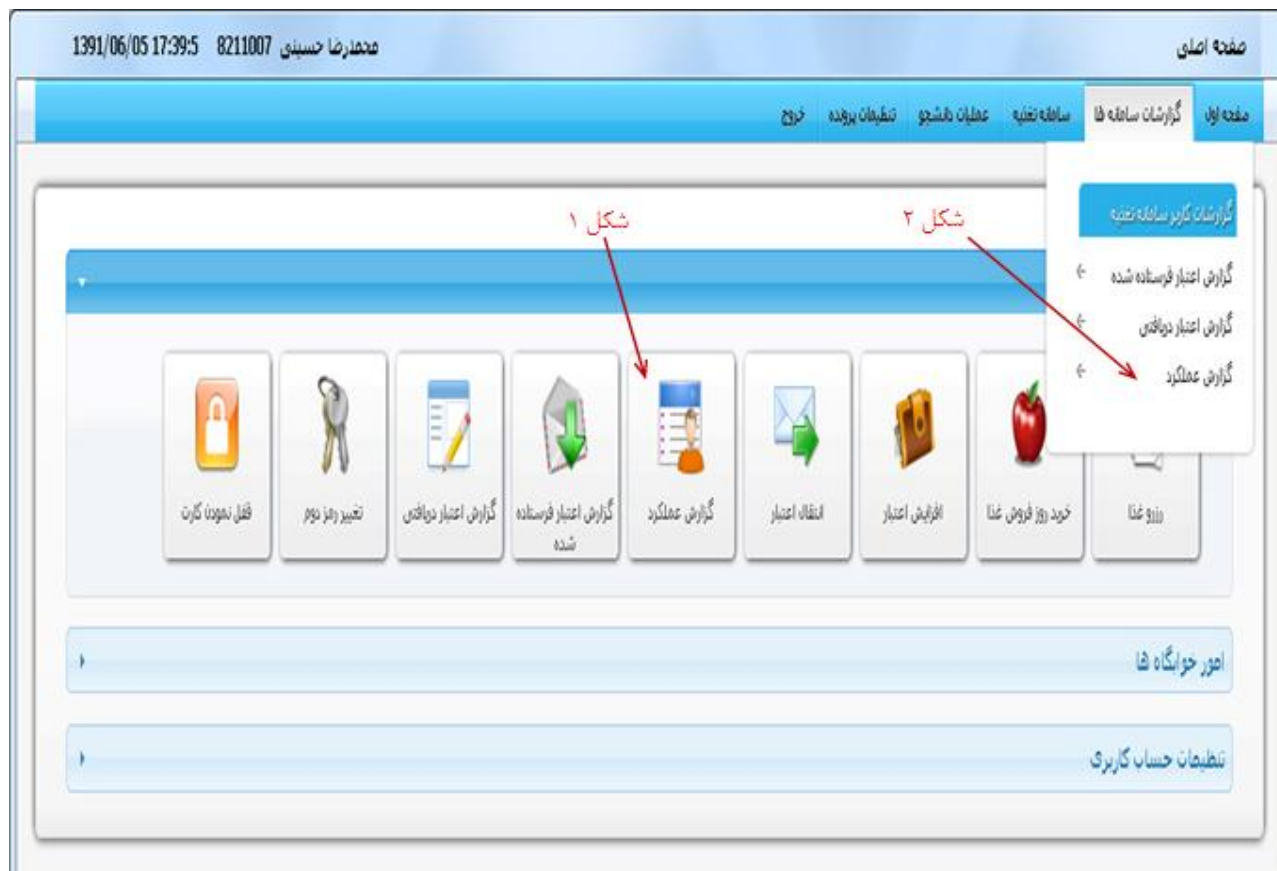 صفحه اصلی
محمدرضا حسینی 8211007 1391/06/05 17:39:5
صفحه اول گزارشات سامانه ها سامانه تغذیه عملیات دانشجو تنظیمات پرونده خروج
گزارشات کاربر سامانه تغذیه
گزارش اعتبار فرستاده شده
گزارش اعتبار دریافتی
گزارش عملکرد
شکل ۲
شکل ۱
رزرو غذا
خرید روز فروش غذا
افزایش اعتبار
انتقال اعتبار
گزارش عملکرد
گزارش اعتبار فرستاده
شده
گزارش اعتبار دریافتی
تغییر رمز دوم
قفل نمودن کارت
امور خوابگاه ها
تنظیمات حساب کاربری